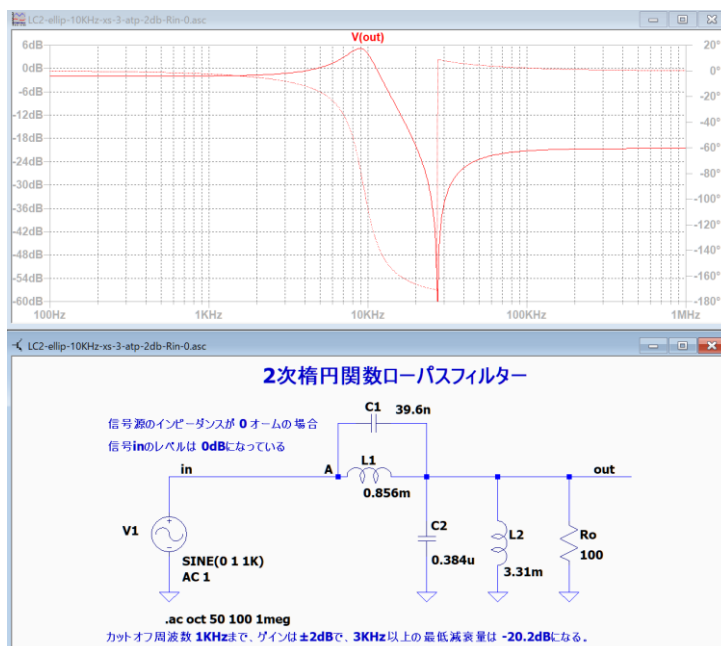 LC2-ellip-10KHz-xs-3-atp-2db-Rin-0.asc
V(out)
6dB
0dB
-6dB
-12dB
-18dB
-24dB
-30dB
-36dB
-42dB
-48dB
-54dB
-60dB
20°
0°
-20°
-40°
-60°
-80°
-100°
-120°
-140°
-160°
-180°
100Hz 1KHz 10KHz 100KHz 1MHz
LC2-ellip-10KHz-xs-3-atp-2db-Rin-0.asc
2次楕円関数ローパスフィルター
信号源のインピーダンスが 0 オームの場合
信号inのレベルは 0dBになっている
C1 39.6n
in A L1 out
0.856m
V1
SINE(0 1 1K)
AC 1
C2
0.384u
L2
3.31m
Ro
100
.ac oct 50 100 1meg
カットオフ周波数 1KHzまで、ゲインは±2dBで、3KHz以上の最低減衰量は -20.2dBになる。